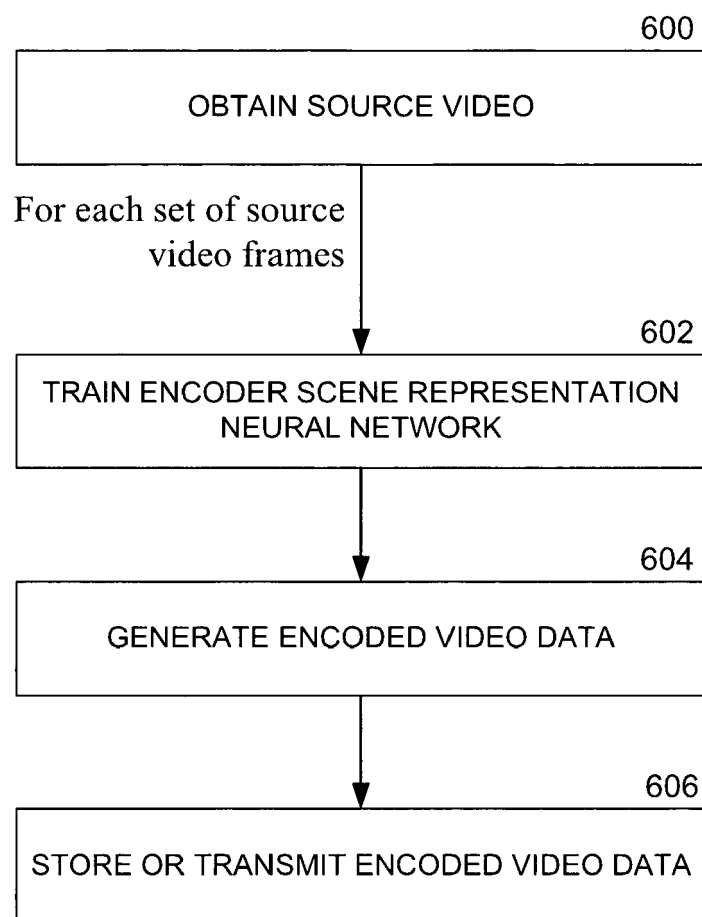 600
OBTAIN SOURCE VIDEO
For each set of source
video frames
602
TRAIN ENCODER SCENE REPRESENTATION
NEURAL NETWORK
604
GENERATE ENCODED VIDEO DATA
606
STORE OR TRANSMIT ENCODED VIDEO DATA